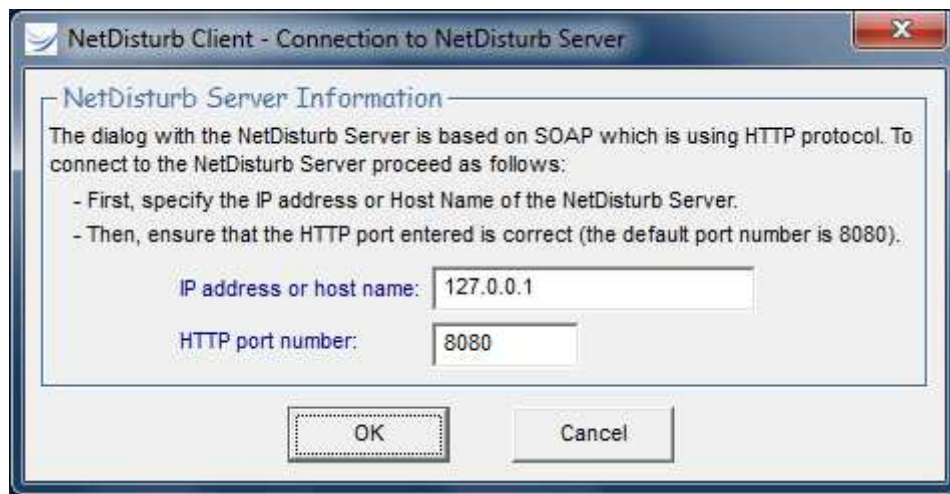 NetDisturb Client - Connection to NetDisturb Server
NetDisturb Server Information
The dialog with the NetDisturb Server is based on SOAP which is using HTTP protocol. To
connect to the NetDisturb Server proceed as follows:
- First, specify the IP address or Host Name of the NetDisturb Server.
- Then, ensure that the HTTP port entered is correct (the default port number is 8080).
IP address or host name: 127.0.0.1
HTTP port number: 8080
OK Cancel